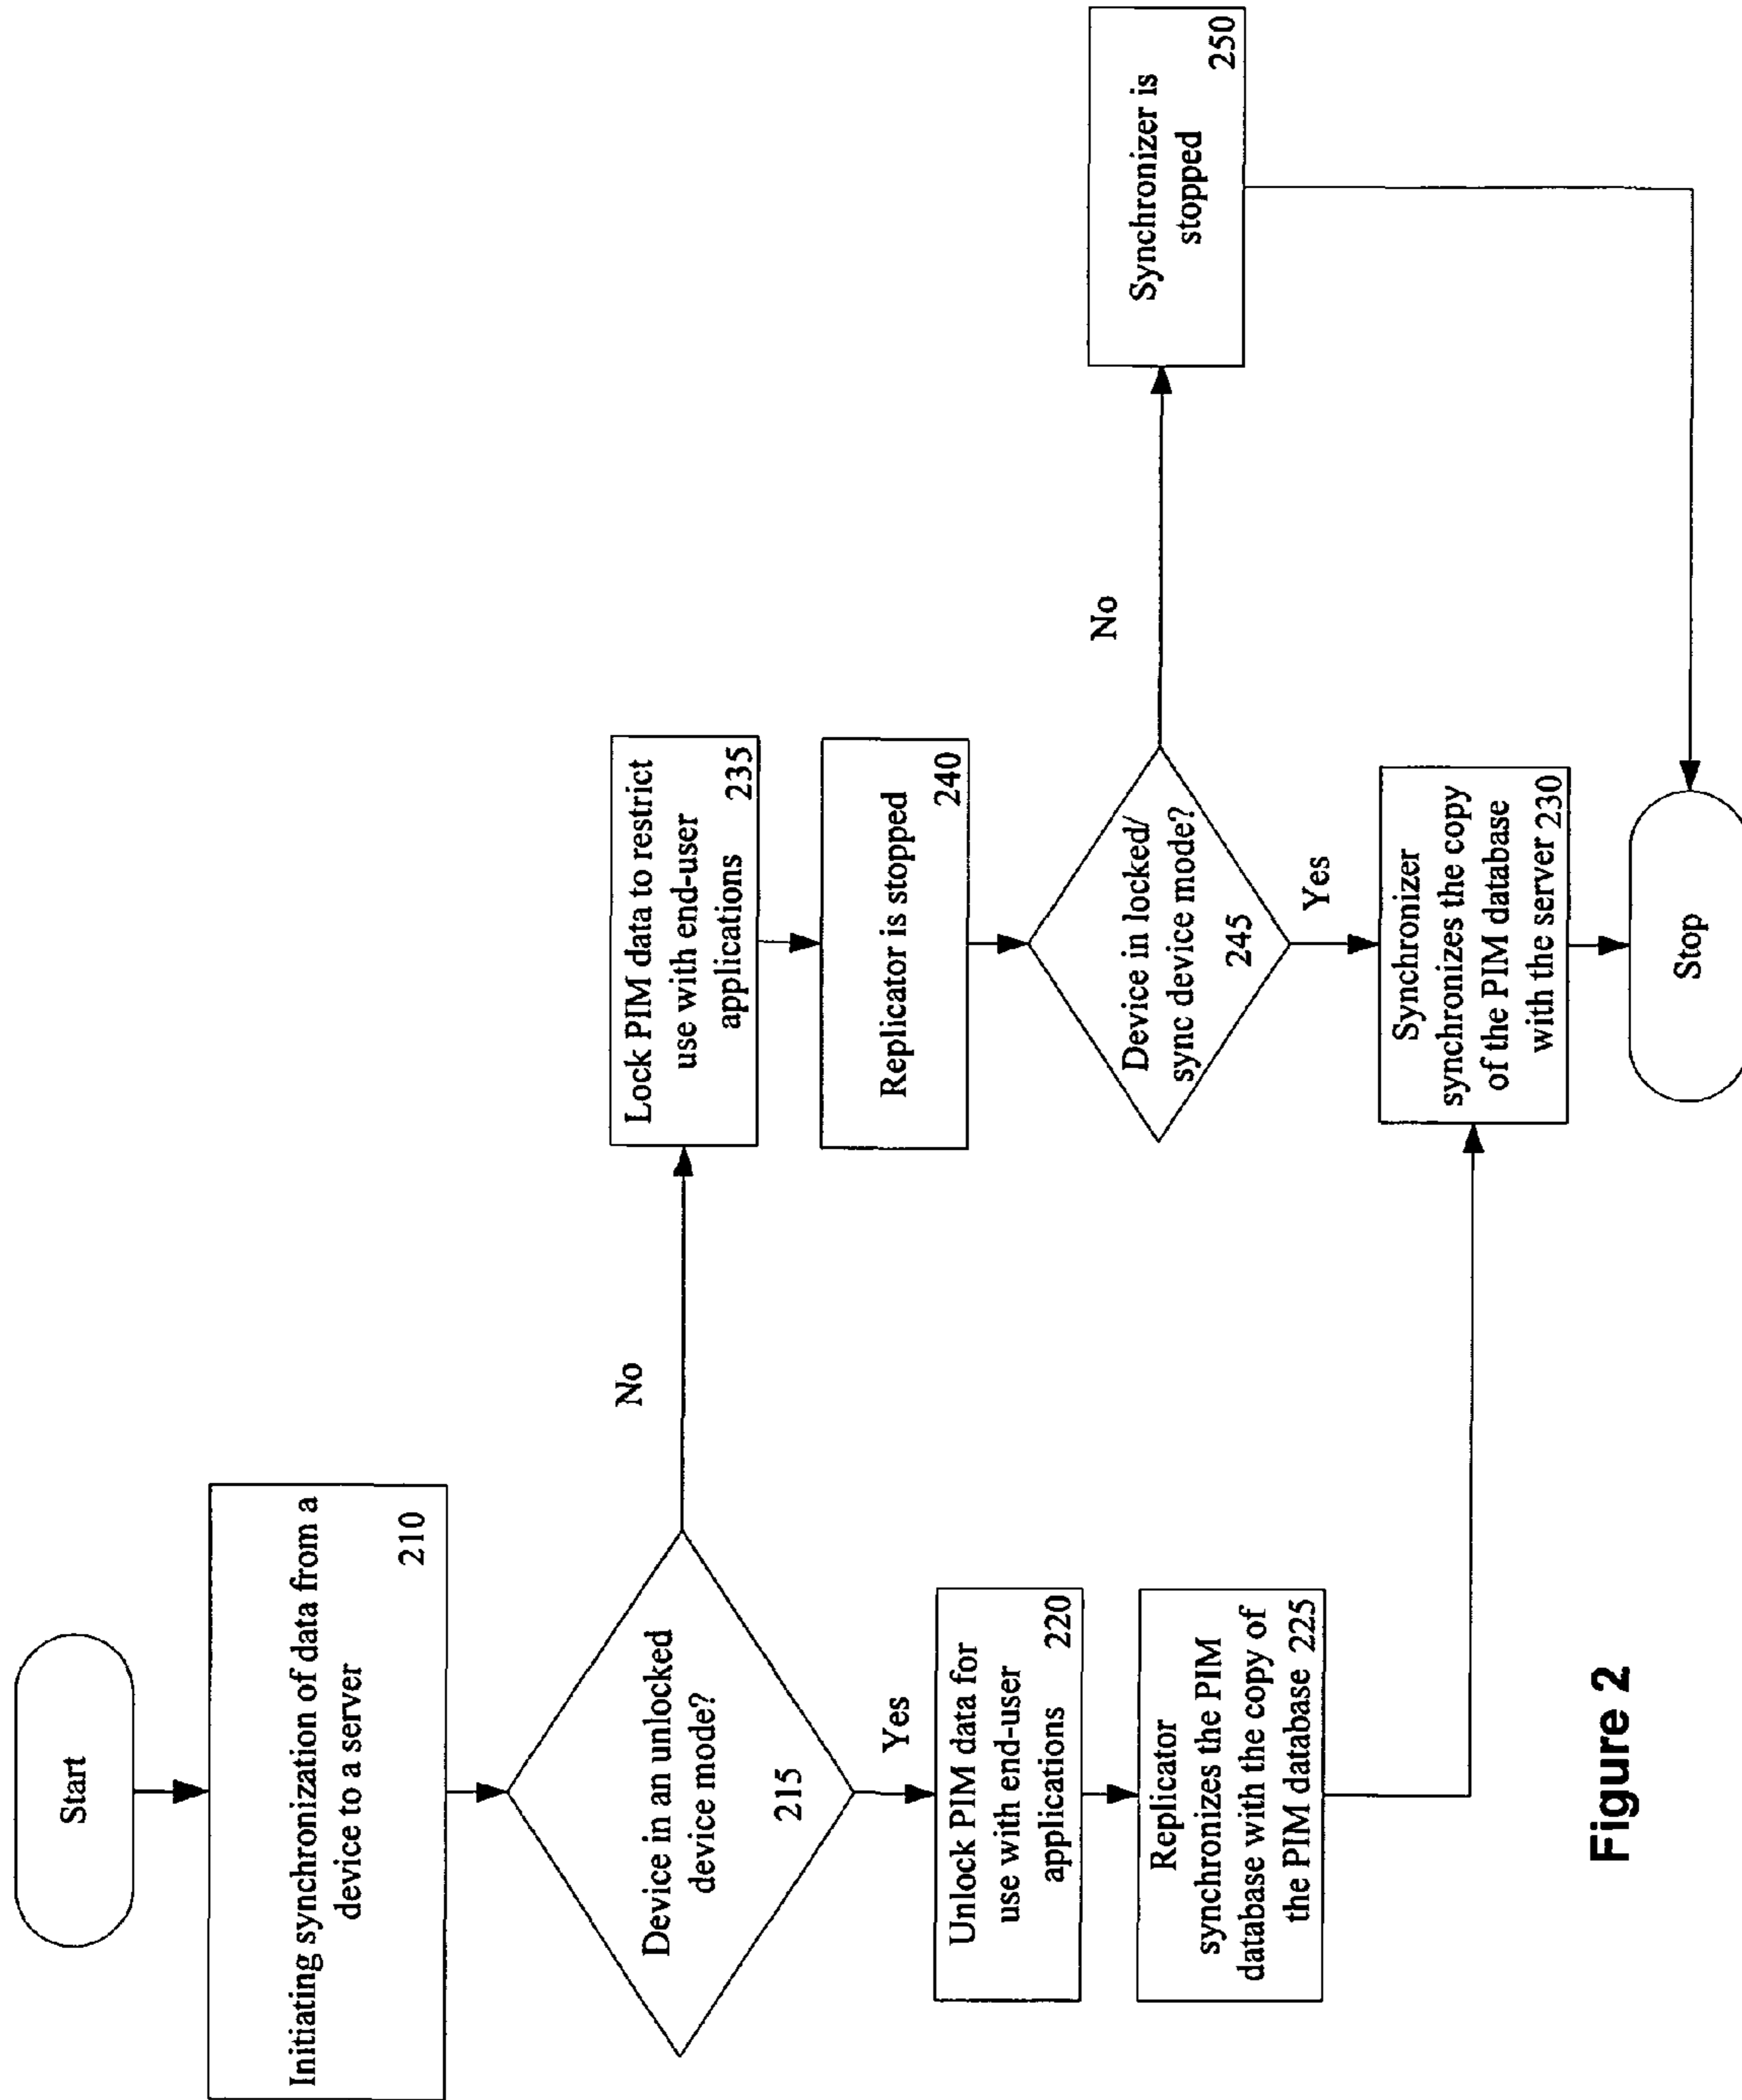 Start
Initiating synchronization of data from a
device to a server
210
Device in an unlocked
device mode?
215
Yes
No
Unlock PIM data for
use with end-user
applications 220
Replicator
synchronizes the PIM
database with the copy of
the PIM database 225
Lock PIM data to restrict
use with end-user
applications 235
Replicator is stopped
240
Device in locked/
sync device mode?
245
Yes
No
Synchronizer
synchronizes the copy
of the PIM database
with the server 230
Synchronizer is
stopped
250
Stop
Figure 2